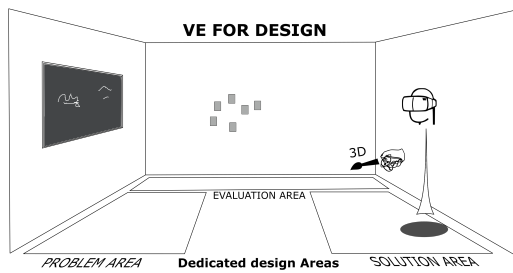 VE FOR DESIGN
3D
EVALUATION AREA
PROBLEM AREA
Dedicated design Areas
SOLUTION AREA